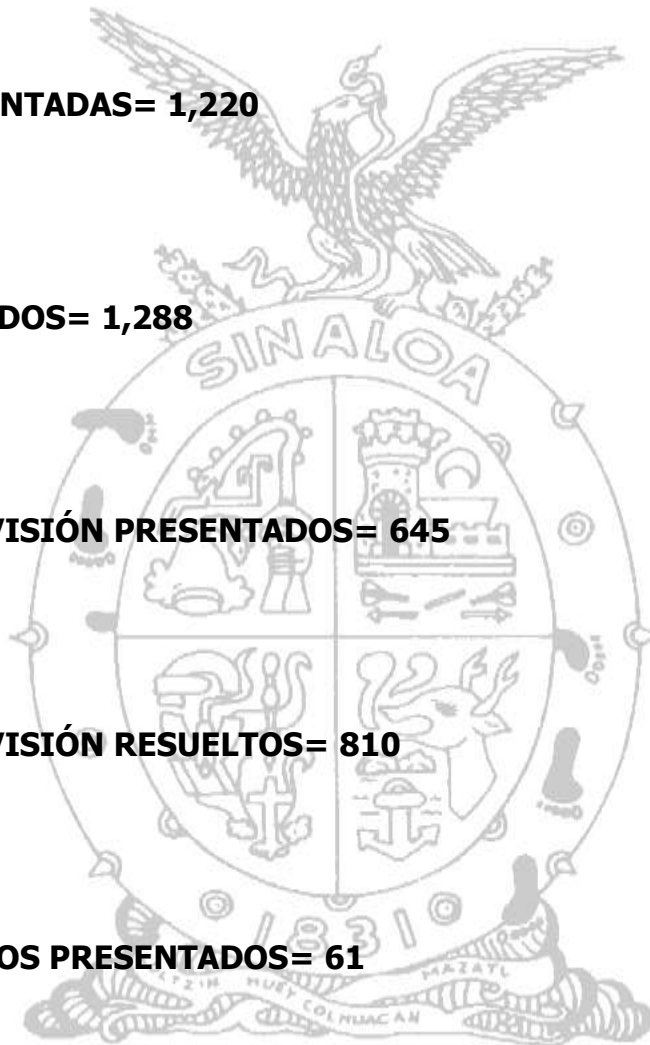 NTADAS= 1,220
DOS= 1,288
SINALOA
VISIÓN PRESENTADOS= 645
VISIÓN RESUELTOS= 810
1831
OS PRESENTADOS= 61
MAZATL
HUEY COLHUACAN